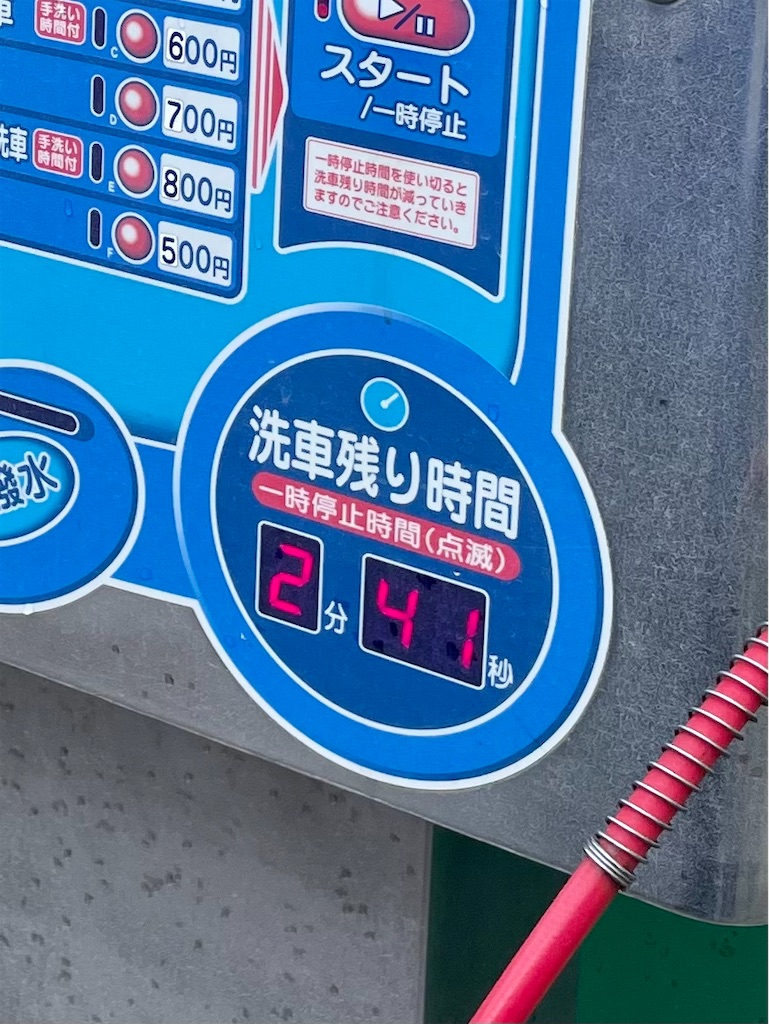 手洗い
時間付
C
600円
D
700円
洗車
手洗い
時間付
E
800円
F
500円
スタート
/一時停止
一時停止時間を使い切ると
洗車残り時間が減っていき
ますのでご注意ください。
撥水
洗車残り時間
一時停止時間(点滅)
2分41秒